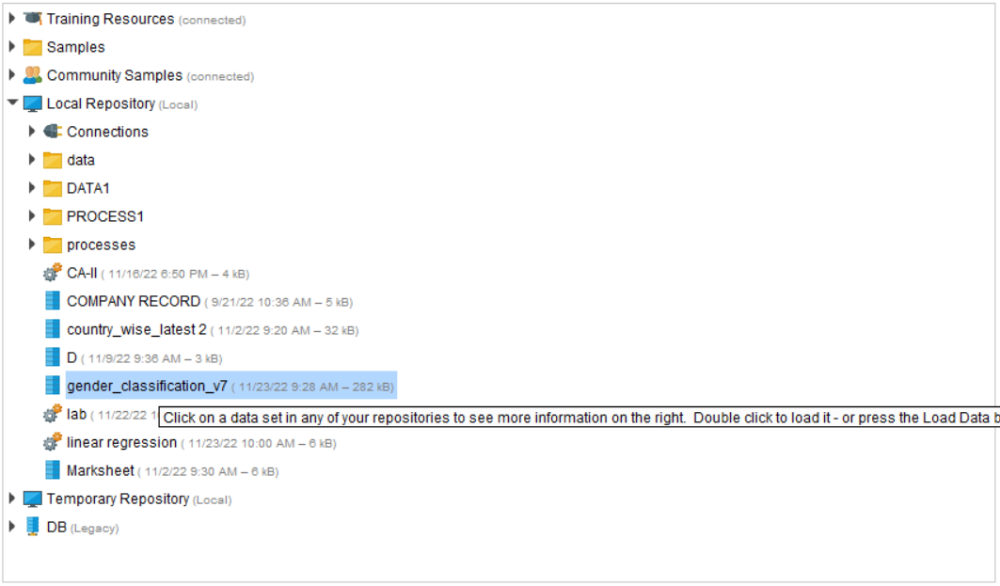 Training Resources (connected)
Samples
Community Samples (connected)
Local Repository (Local)
Connections
data
DATA1
PROCESS1
processes
CA-II ( 11/16/22 6:50 PM – 4 kB)
COMPANY RECORD ( 9/21/22 10:36 AM – 5 kB)
country_wise_latest 2 ( 11/2/22 9:20 AM – 32 kB)
D ( 11/9/22 9:36 AM – 3 kB)
gender_classification_v7 ( 11/23/22 9:28 AM – 282 kB)
lab ( 11/22/22
Click on a data set in any of your repositories to see more information on the right.  Double click to load it - or press the Load Data
linear regression ( 11/23/22 10:00 AM – 6 kB)
Marksheet ( 11/2/22 9:30 AM – 6 kB)
Temporary Repository (Local)
DB (Legacy)